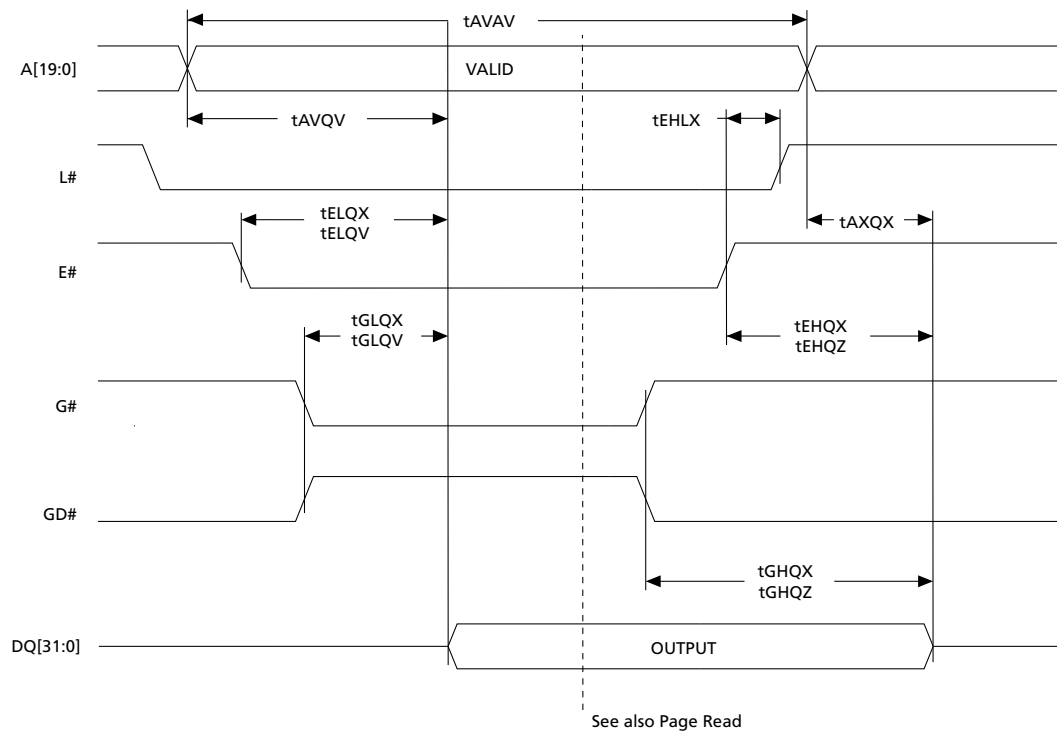 tAVAV
A[19:0]
VALID
tAVQV
tEHLX
L#
tELQX
tELQV
tAXQX
E#
tGLQX
tGLQV
tEHQX
tEHQZ
G#
GD#
tGHQX
tGHQZ
DQ[31:0]
OUTPUT
See also Page Read